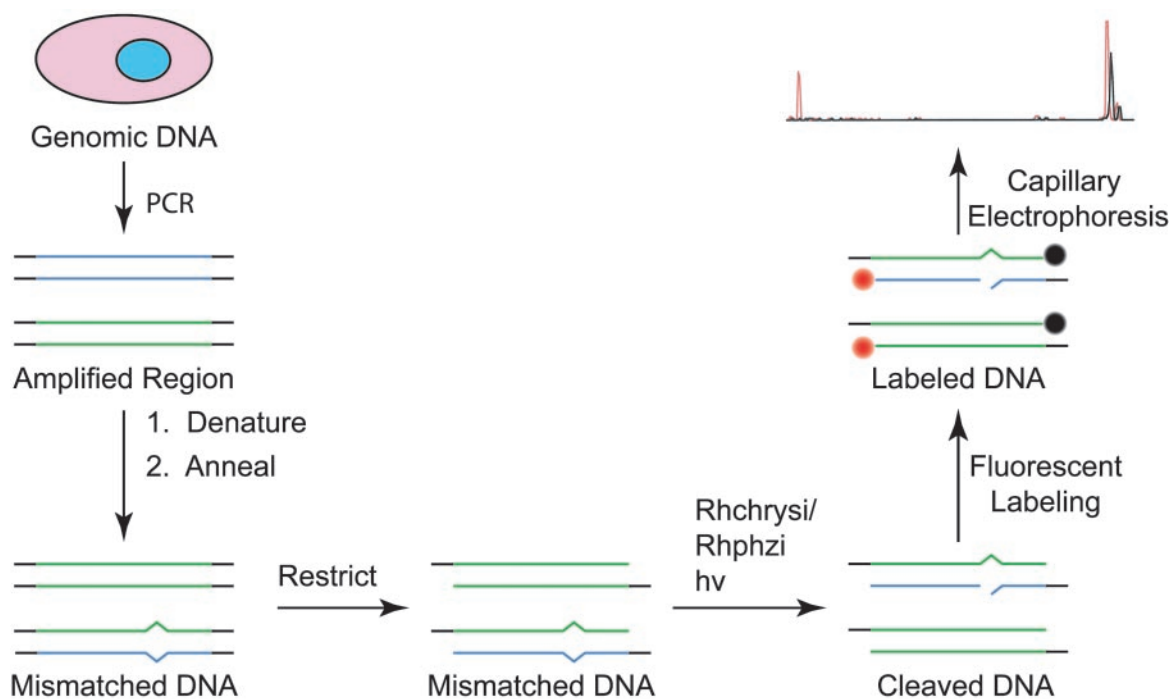 Genomic DNA
PCR
Amplified Region
1. Denature
2. Anneal
Mismatched DNA
Restrict
Mismatched DNA
Rhchrysi/
Rhphzi
hv
Cleaved DNA
Fluorescent
Labeling
Labeled DNA
Capillary
Electrophoresis